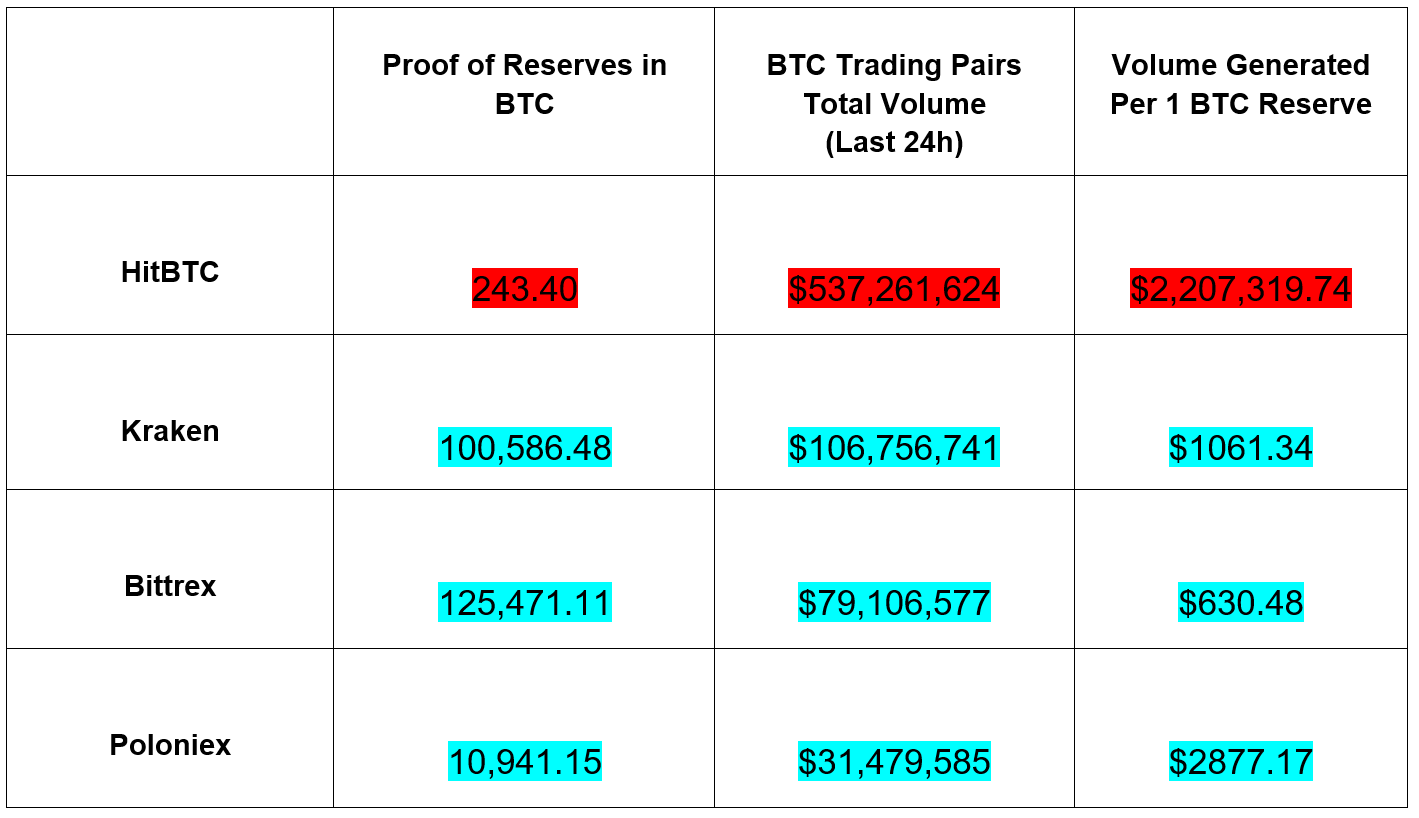 Proof of Reserves in
BTC
BTC Trading Pairs
Total Volume
(Last 24h)
Volume Generated
Per 1 BTC Reserve
HitBTC
243.40
$537,261,624
$2,207,319.74
Kraken
100,586.48
$106,756,741
$1061.34
Bittrex
125,471.11
$79,106,577
$630.48
Poloniex
10,941.15
$31,479,585
$2877.17